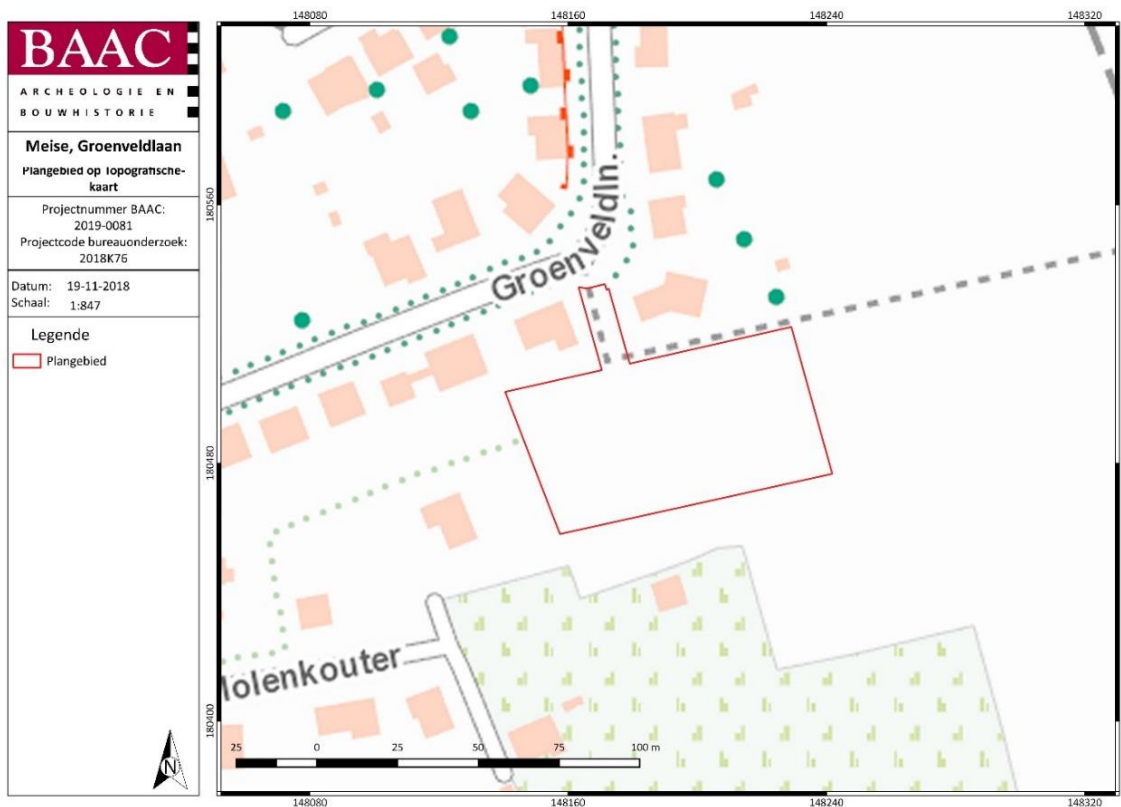 BAAC
ARCHEOLOGIE EN
BOUWHISTORIE
Meise, Groenveldlaan
Plangebied op Topografische-
kaart
Projectnummer BAAC:
2019-0081
Projectcode bureauonderzoek:
2018K76
Datum: 19-11-2018
Schaal: 1:847
Legende
Plangebied
N
148080 148160 148240 148320
180560
180480
180400
Groenveldln.
olenkouter
25 0 25 50 75 100 m
148080 148160 148240 148320